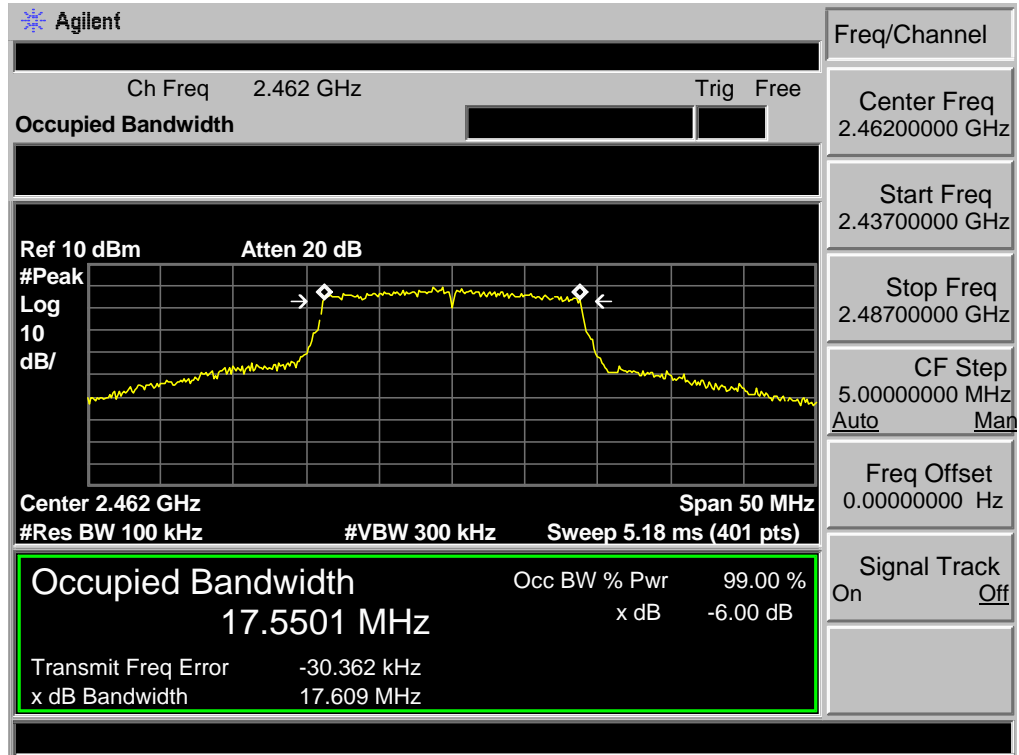 Agilent
Ch Freq 2.462 GHz Trig Free
Occupied Bandwidth
Ref 10 dBm Atten 20 dB
#Peak
Log
10
dB/
Center 2.462 GHz Span 50 MHz
#Res BW 100 kHz #VBW 300 kHz Sweep 5.18 ms (401 pts)
Occupied Bandwidth Occ BW % Pwr 99.00 %
17.5501 MHz x dB -6.00 dB
Transmit Freq Error -30.362 kHz
x dB Bandwidth 17.609 MHz
Freq/Channel
Center Freq
2.46200000 GHz
Start Freq
2.43700000 GHz
Stop Freq
2.48700000 GHz
CF Step
5.00000000 MHz
Auto Man
Freq Offset
0.00000000 Hz
Signal Track
On Off